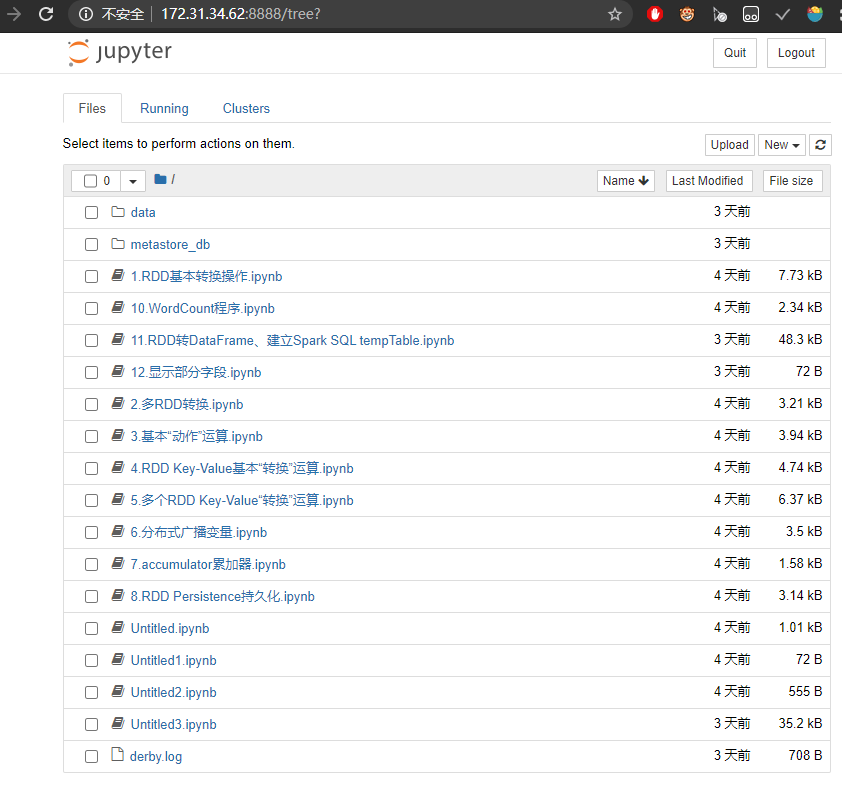 不安全 172.31.34.62:8888/tree?
jupyter
Quit Logout
Files Running Clusters
Select items to perform actions on them.
Upload New
0 / Name Last Modified File size
data 3 天前
metastore_db 3 天前
1.RDD基本转换操作.ipynb 4 天前 7.73 kB
10.WordCount程序.ipynb 4 天前 2.34 kB
11.RDD转DataFrame、建立Spark SQL tempTable.ipynb 3 天前 48.3 kB
12.显示部分字段.ipynb 3 天前 72 B
2.多RDD转换.ipynb 4 天前 3.21 kB
3.基本“动作”运算.ipynb 4 天前 3.94 kB
4.RDD Key-Value基本“转换”运算.ipynb 4 天前 4.74 kB
5.多个RDD Key-Value“转换”运算.ipynb 4 天前 6.37 kB
6.分布式广播变量.ipynb 4 天前 3.5 kB
7.accumulator累加器.ipynb 4 天前 1.58 kB
8.RDD Persistence持久化.ipynb 4 天前 3.14 kB
Untitled.ipynb 4 天前 1.01 kB
Untitled1.ipynb 4 天前 72 B
Untitled2.ipynb 4 天前 555 B
Untitled3.ipynb 3 天前 35.2 kB
derby.log 3 天前 708 B